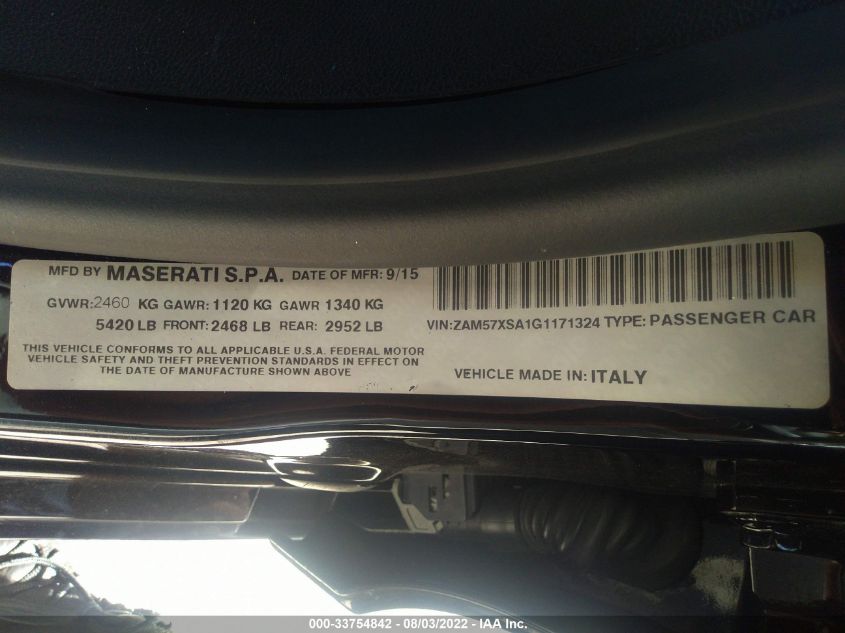 MFD BY MASERATI S.P.A. DATE OF MFR: 9/15
GVWR:2460 KG GAWR: 1120 KG GAWR 1340 KG
5420 LB FRONT: 2468 LB REAR: 2952 LB
THIS VEHICLE CONFORMS TO ALL APPLICABLE U.S.A. FEDERAL MOTOR
VEHICLE SAFETY AND THEFT PREVENTION STANDARDS IN EFFECT ON
THE DATE OF MANUFACTURE SHOWN ABOVE
VIN:ZAM57XSA1G1171324 TYPE: PASSENGER CAR
VEHICLE MADE IN: ITALY
000-33754842 - 08/03/2022 - IAA Inc.